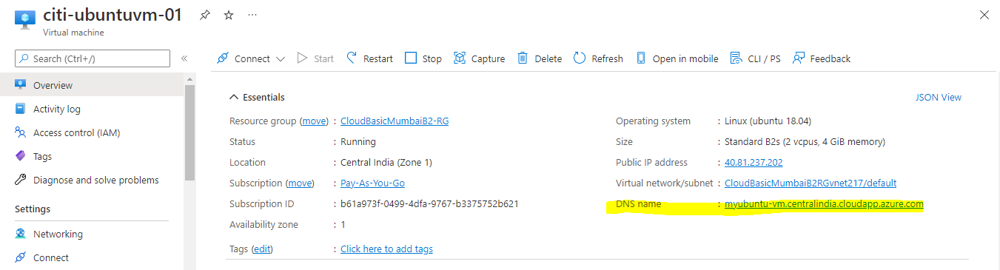 citi-ubuntuvm-01
Virtual machine
Search (Ctrl+/)
Connect Start Restart Stop Capture Delete Refresh Open in mobile CLI / PS Feedback
Overview
Activity log
Access control (IAM)
Tags
Diagnose and solve problems
Settings
Networking
Connect
Essentials JSON View
Resource group (move) : CloudBasicMumbaiB2-RG
Status : Running
Location : Central India (Zone 1)
Subscription (move) : Pay-As-You-Go
Subscription ID : b61a973f-0499-4dfa-9767-b3375752b621
Availability zone : 1
Operating system : Linux (ubuntu 18.04)
Size : Standard B2s (2 vcpus, 4 GiB memory)
Public IP address : 40.81.237.202
Virtual network/subnet : CloudBasicMumbaiB2RGvnet217/default
DNS name : myubuntu-vm.centralindia.cloudapp.azure.com
Tags (edit) : Click here to add tags